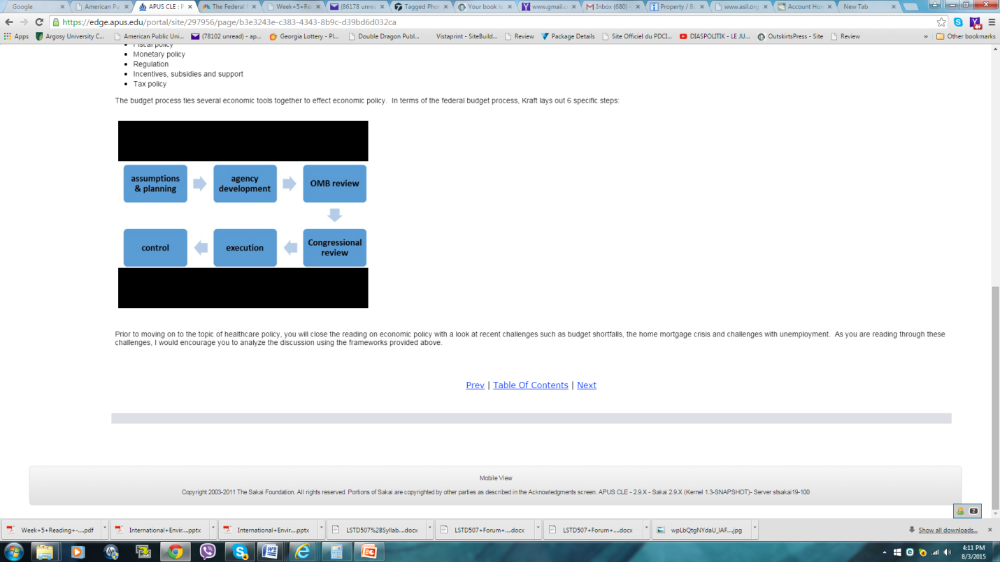 Google
American Pu
APUS CLE : P
The Federal
Week+5+Re
(86178 unrea
Tagged Pho
Your book is
www.gmail.c
Inbox (680) -
Property / B
www.asil.org
Account Hom
New Tab
https://edge.apus.edu/portal/site/297956/page/b3e3243e-c383-4343-8b9c-d39bd6d032ca
Apps
Argosy University C...
American Public Uni...
(78102 unread) - ap...
Georgia Lottery - Pl...
Double Dragon Publ...
Vistaprint - SiteBuild...
Review
Package Details
Site Officiel du PDCI...
DIASPOLITIK - LE JU...
OutskirtsPress - Site
Review
»
Other bookmarks
Fiscal policy
Monetary policy
Regulation
Incentives, subsidies and support
Tax policy
The budget process ties several economic tools together to effect economic policy. In terms of the federal budget process, Kraft lays out 6 specific steps:
assumptions
& planning
agency
development
OMB review
Congressional
review
execution
control
Prior to moving on to the topic of healthcare policy, you will close the reading on economic policy with a look at recent challenges such as budget shortfalls, the home mortgage crisis and challenges with unemployment. As you are reading through these
challenges, I would encourage you to analyze the discussion using the frameworks provided above.
Prev | Table Of Contents | Next
Mobile View
Copyright 2003-2011 The Sakai Foundation. All rights reserved. Portions of Sakai are copyrighted by other parties as described in the Acknowledgments screen. APUS CLE - 2.9.X - Sakai 2.9.X (Kernel 1.3-SNAPSHOT)- Server stsakai19-100
2
Week+5+Reading+-....pdf
International+Envir....pptx
International+Envir....pptx
LSTD507%2BSyllab....docx
LSTD507+Forum+....docx
LSTD507+Forum+....docx
wpLbQtgNYdaU_IAF....jpg
Show all downloads...
4:11 PM
8/3/2015